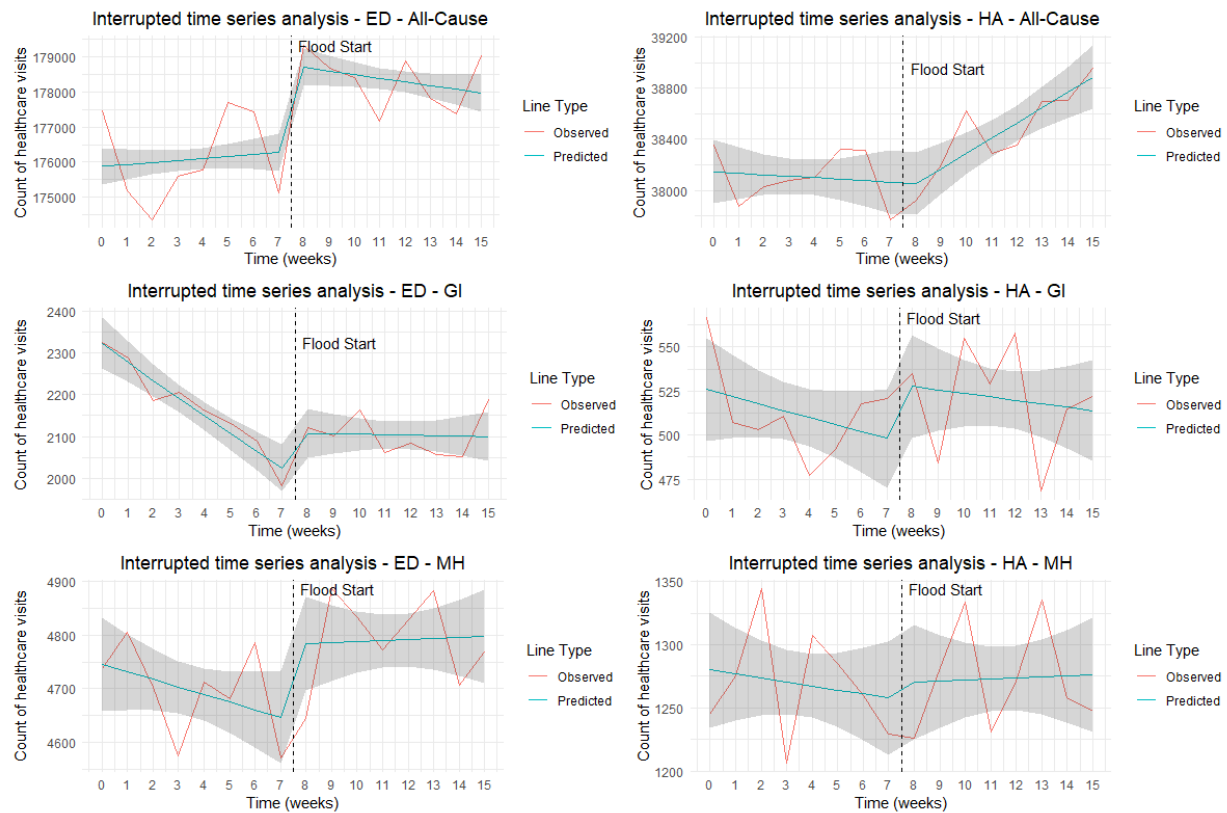 Interrupted time series analysis - ED - All-Cause
Count of healthcare visits
179000
178000
177000
176000
175000
Flood Start
0 1 2 3 4 5 6 7 8 9 10 11 12 13 14 15
Time (weeks)
Line Type
Observed
Predicted
Interrupted time series analysis - HA - All-Cause
Count of healthcare visits
39200
38800
38400
38000
Flood Start
0 1 2 3 4 5 6 7 8 9 10 11 12 13 14 15
Time (weeks)
Line Type
Observed
Predicted
Interrupted time series analysis - ED - GI
Count of healthcare visits
2400
2300
2200
2100
2000
Flood Start
0 1 2 3 4 5 6 7 8 9 10 11 12 13 14 15
Time (weeks)
Line Type
Observed
Predicted
Interrupted time series analysis - HA - GI
Count of healthcare visits
550
525
500
475
Flood Start
0 1 2 3 4 5 6 7 8 9 10 11 12 13 14 15
Time (weeks)
Line Type
Observed
Predicted
Interrupted time series analysis - ED - MH
Count of healthcare visits
4900
4800
4700
4600
Flood Start
0 1 2 3 4 5 6 7 8 9 10 11 12 13 14 15
Time (weeks)
Line Type
Observed
Predicted
Interrupted time series analysis - HA - MH
Count of healthcare visits
1350
1300
1250
1200
Flood Start
0 1 2 3 4 5 6 7 8 9 10 11 12 13 14 15
Time (weeks)
Line Type
Observed
Predicted